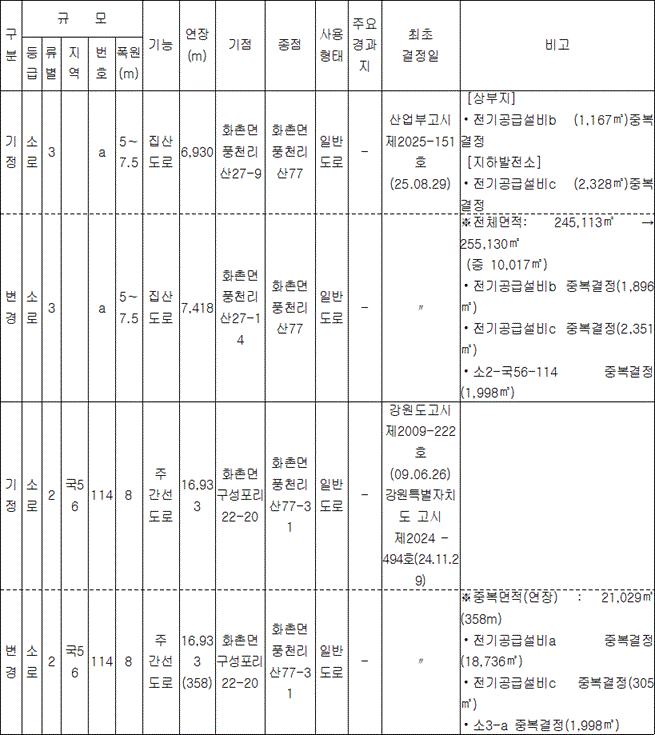 구분
규 모
기능
연장(m)
기점
종점
사용형태
주요경과지
최초결정일
비고
등급
류별
지역
번호
폭원(m)
기정
소로
3
a
5~7.5
집산도로
6,930
화촌면
풍천리
산27-9
화촌면
풍천리
산77
일반도로
-
산업부고시
제2025-151
호
(25.08.29)
[상부지]
・전기공급설비b (1,167㎡)중복
결정
[지하발전소]
・전기공급설비c (2,328㎡)중복
결정
변경
소로
3
a
5~7.5
집산도로
7,418
화촌면
풍천리
산27-1
4
화촌면
풍천리
산77
일반도로
-
〃
※전체면적: 245,113㎡ →
255,130㎡
(증 10,017㎡)
・전기공급설비b 중복결정(1,896
㎡)
・전기공급설비c 중복결정(2,351
㎡)
・소2-국56-114 중복결정
(1,998㎡)
기정
소로
2
국5
6
114
8
주
간선
도로
16,93
3
화촌면
구성포리
22-20
화촌면
풍천리
산77-3
1
일반도로
-
강원도고시
제2009-222
호
(09.06.26)
강원특별자치
도 고시
제2024 -
494호(24.11.2
9)
변경
소로
2
국5
6
114
8
주
간선
도로
16,93
3
(358)
화촌면
구성포리
22-20
화촌면
풍천리
산77-3
1
일반도로
-
〃
※중복면적(연장) : 21,029㎡
(358m)
・전기공급설비a 중복결정
(18,736㎡)
・전기공급설비c 중복결정(305
㎡)
・소3-a 중복결정(1,998㎡)